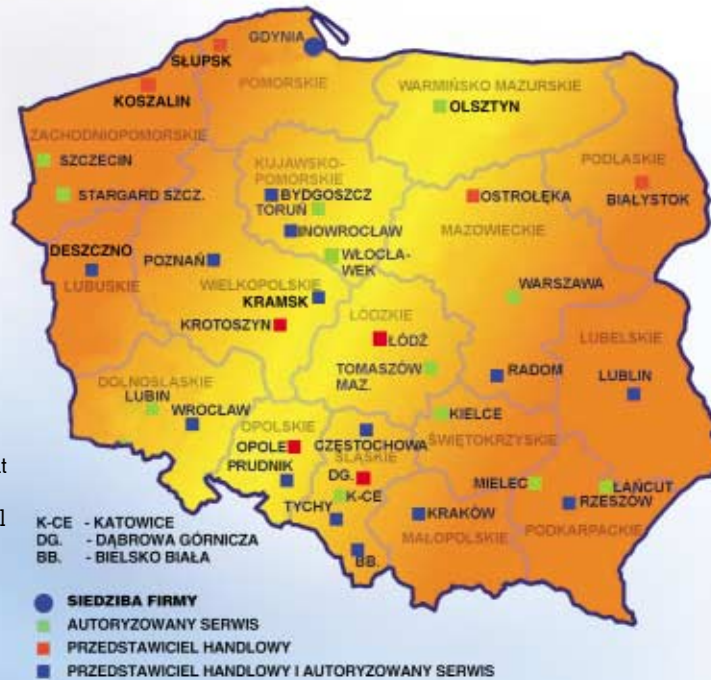 GDYNIA
SŁUPSK
POMORSKIE
WARMIŃSKO MAZURSKIE
KOSZALIN
OLSZTYN
ZACHODNIOPOMORSKIE
SZCZECIN
KUJAWSKO-
POMORSKIE
PODLASKIE
STARGARD SZCZ.
BYDGOSZCZ
OSTROŁĘKA
BIAŁYSTOK
TORUŃ
INOWROCLAW
MAZOWIECKIE
DESZCZNO
POZNAŃ
WŁOCLA-
WEK
LUBUSKIE
WIELKOPOLSKIE
WARSZAWA
KRAMSK
ŁÓDZKIE
KROTOSZYN
ŁÓDŹ
LUBELSKIE
TOMASZÓW
MAZ.
RADOM
LUBLIN
DOLNOŚLĄSKIE
LUBIN
WROCŁAW
KIELCE
OPOLSKIE
CZĘSTOCHOWA
ŚWIĘTOKRZYSKIE
OPOLE
ŚLĄSKIE
PRUDNIK
DG.
K-CE
MIELEC
ŁAŃCUT
TYCHY
KRAKÓW
RZESZÓW
MAŁOPOLSKIE
PODKARPACKIE
BB.
at
l
K-CE - KATOWICE
DG. - DĄBROWA GÓRNICZA
BB. - BIELSKO BIAŁA
SIEDZIBA FIRMY
AUTORYZOWANY SERWIS
PRZEDSTAWICIEL HANDLOWY
PRZEDSTAWICIEL HANDLOWY I AUTORYZOWANY SERWIS